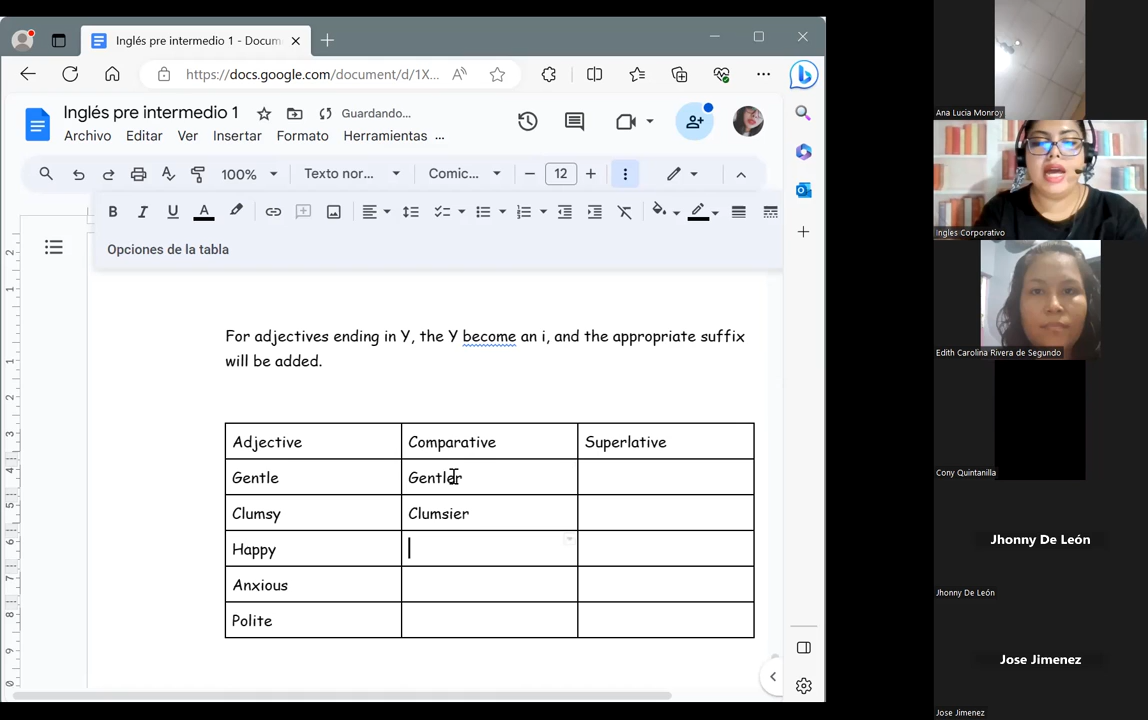 Inglés pre intermedio 1 - Docum
https://docs.google.com/document/d/1X...
Inglés pre intermedio 1
Guardando...
Archivo Editar Ver Insertar Formato Herramientas ...
100% Texto nor... Comic... 12
Opciones de la tabla
For adjectives ending in Y, the Y become an i, and the appropriate suffix
will be added.
Adjective Comparative Superlative
Gentle Gentler
Clumsy Clumsier
Happy
Anxious
Polite
Ana Lucia Monroy
Ingles Corporativo
Edith Carolina Rivera de Segundo
Cony Quintanilla
Jhonny De León
Jhonny De León
Jose Jimenez
Jose Jimenez